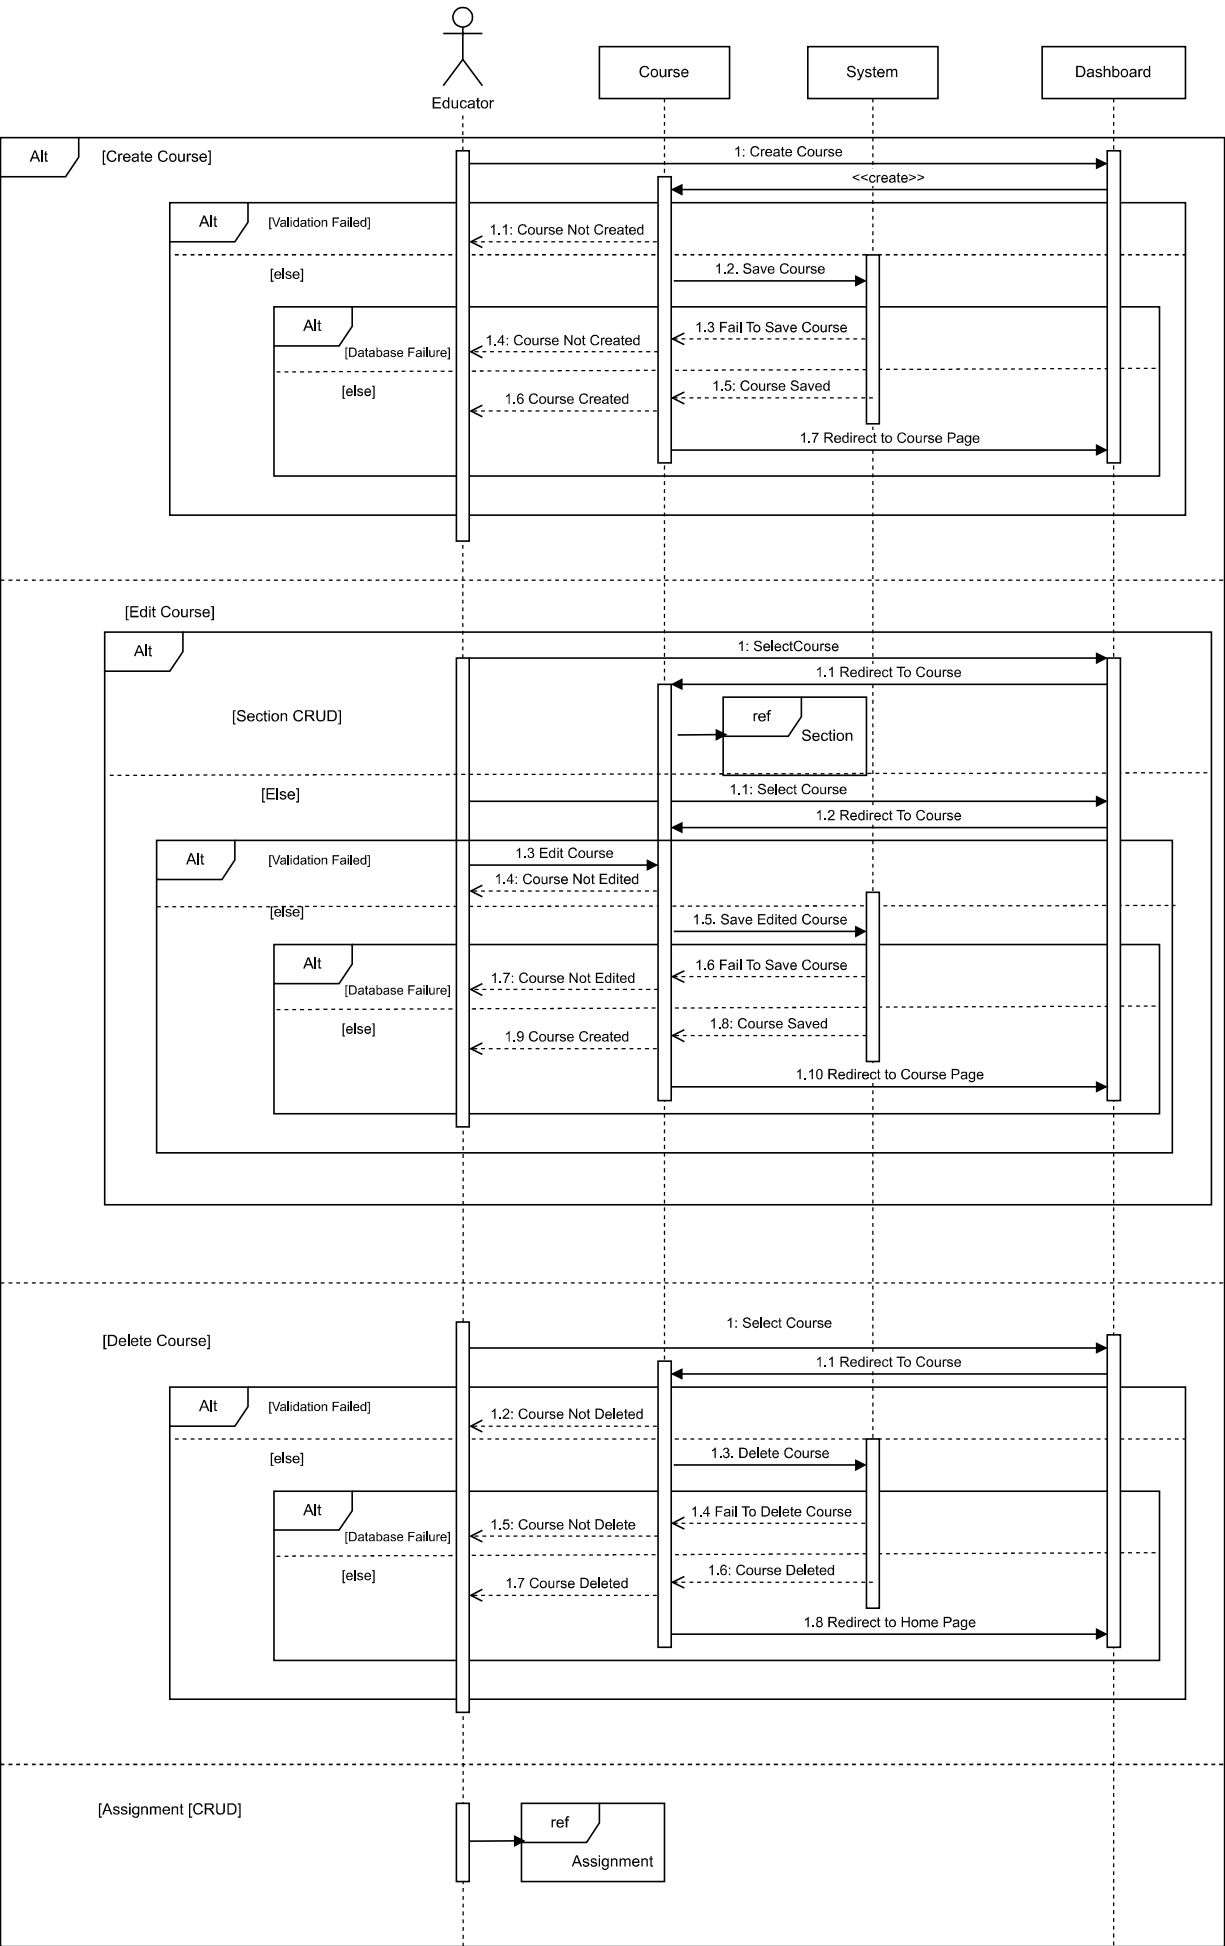 Educator
Course
System
Dashboard
Alt
[Create Course]
1: Create Course
<<create>>
Alt
[Validation Failed]
1.1: Course Not Created
[else]
1.2. Save Course
Alt
[Database Failure]
1.3 Fail To Save Course
1.4: Course Not Created
[else]
1.5: Course Saved
1.6 Course Created
1.7 Redirect to Course Page
[Edit Course]
Alt
1: SelectCourse
1.1 Redirect To Course
[Section CRUD]
ref
Section
[Else]
1.1: Select Course
1.2 Redirect To Course
Alt
[Validation Failed]
1.3 Edit Course
1.4: Course Not Edited
[else]
1.5. Save Edited Course
Alt
[Database Failure]
1.6 Fail To Save Course
1.7: Course Not Edited
[else]
1.8: Course Saved
1.9 Course Created
1.10 Redirect to Course Page
[Delete Course]
1: Select Course
1.1 Redirect To Course
Alt
[Validation Failed]
1.2: Course Not Deleted
[else]
1.3. Delete Course
Alt
[Database Failure]
1.4 Fail To Delete Course
1.5: Course Not Delete
[else]
1.6: Course Deleted
1.7 Course Deleted
1.8 Redirect to Home Page
[Assignment [CRUD]
ref
Assignment